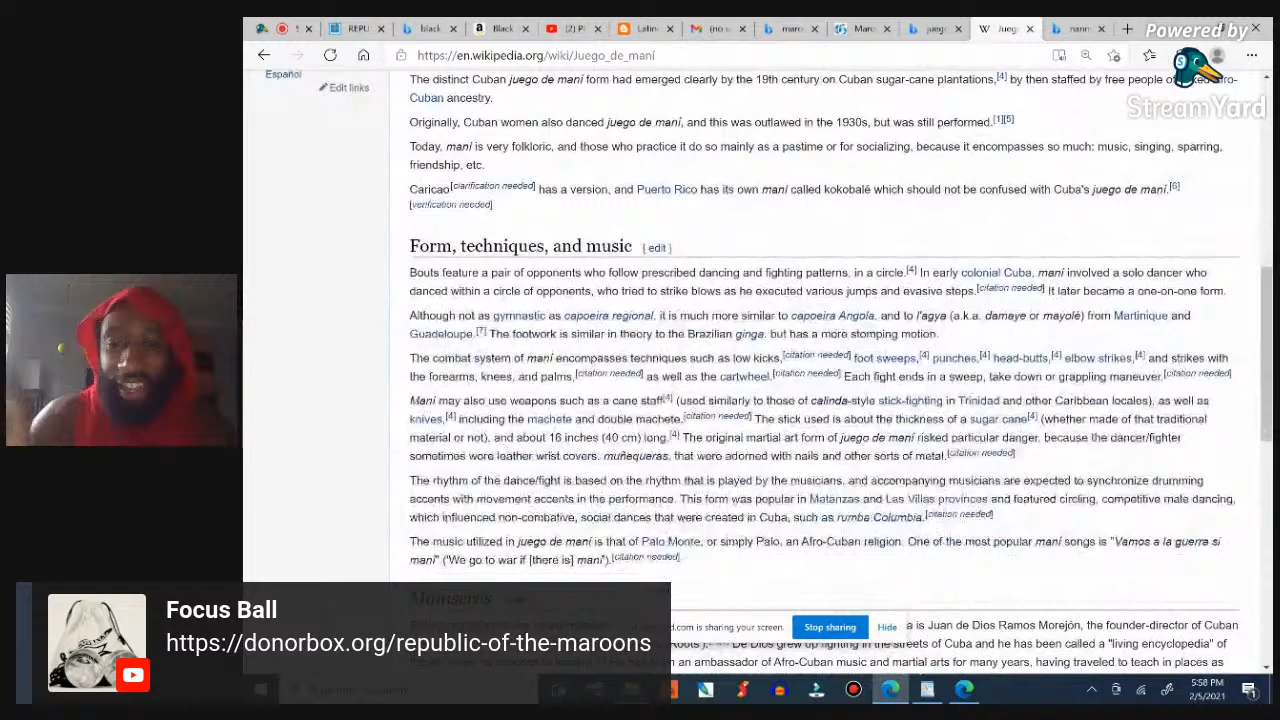 REPU
black
Black
(2) P
Latin
(no s
maro
Maro
juego
Jueg
nann
Powered by
https://en.wikipedia.org/wiki/Juego_de_maní
StreamYard
Español
Edit links
The distinct Cuban juego de maní form had emerged clearly by the 19th century on Cuban sugar-cane plantations,[4] by then staffed by free people of
Cuban ancestry.
Originally, Cuban women also danced juego de maní, and this was outlawed in the 1930s, but was still performed.[1][5]
Today, maní is very folkloric, and those who practice it do so mainly as a pastime or for socializing, because it encompasses so much: music, singing, sparring,
friendship, etc.
Caricao[clarification needed] has a version, and Puerto Rico has its own maní called kokobalé which should not be confused with Cuba's juego de maní.[6]
[verification needed]
Form, techniques, and music [ edit ]
Bouts feature a pair of opponents who follow prescribed dancing and fighting patterns, in a circle.[4] In early colonial Cuba, maní involved a solo dancer who
danced within a circle of opponents, who tried to strike blows as he executed various jumps and evasive steps.[citation needed] It later became a one-on-one form.
Although not as gymnastic as capoeira regional, it is much more similar to capoeira Angola, and to l'agya (a.k.a. damaye or mayolé) from Martinique and
Guadeloupe.[7] The footwork is similar in theory to the Brazilian ginga, but has a more stomping motion.
The combat system of maní encompasses techniques such as low kicks,[citation needed] foot sweeps,[4] punches,[4] head-butts,[4] elbow strikes,[4] and strikes with
the forearms, knees, and palms,[citation needed] as well as the cartwheel.[citation needed] Each fight ends in a sweep, take down or grappling maneuver.[citation needed]
Maní may also use weapons such as a cane staff[4] (used similarly to those of calinda-style stick-fighting in Trinidad and other Caribbean locales), as well as
knives,[4] including the machete and double machete.[citation needed] The stick used is about the thickness of a sugar cane[4] (whether made of that traditional
material or not), and about 16 inches (40 cm) long.[4] The original martial art form of juego de maní risked particular danger, because the dancer/fighter
sometimes wore leather wrist covers, muñequeras, that were adorned with nails and other sorts of metal.[citation needed]
The rhythm of the dance/fight is based on the rhythm that is played by the musicians, and accompanying musicians are expected to synchronize drumming
accents with movement accents in the performance. This form was popular in Matanzas and Las Villas provinces and featured circling, competitive male dancing,
which influenced non-combative, social dances that were created in Cuba, such as rumba Columbia.[citation needed]
The music utilized in juego de maní is that of Palo Monte, or simply Palo, an Afro-Cuban religion. One of the most popular maní songs is "Vamos a la guerra si
maní" ('We go to war if [there is] maní').[citation needed]
Maniseros
Focus Ball
https://donorbox.org/republic-of-the-maroons
d.com is sharing your screen.
Stop sharing
Hide
a is Juan de Dios Ramos Morejón, the founder-director of Cuban
Roots'). De Dios grew up fighting in the streets of Cuba and he has been called a "living encyclopedia" of
an ambassador of Afro-Cuban music and martial arts for many years, having traveled to teach in places as
5:58 PM
2/5/2021